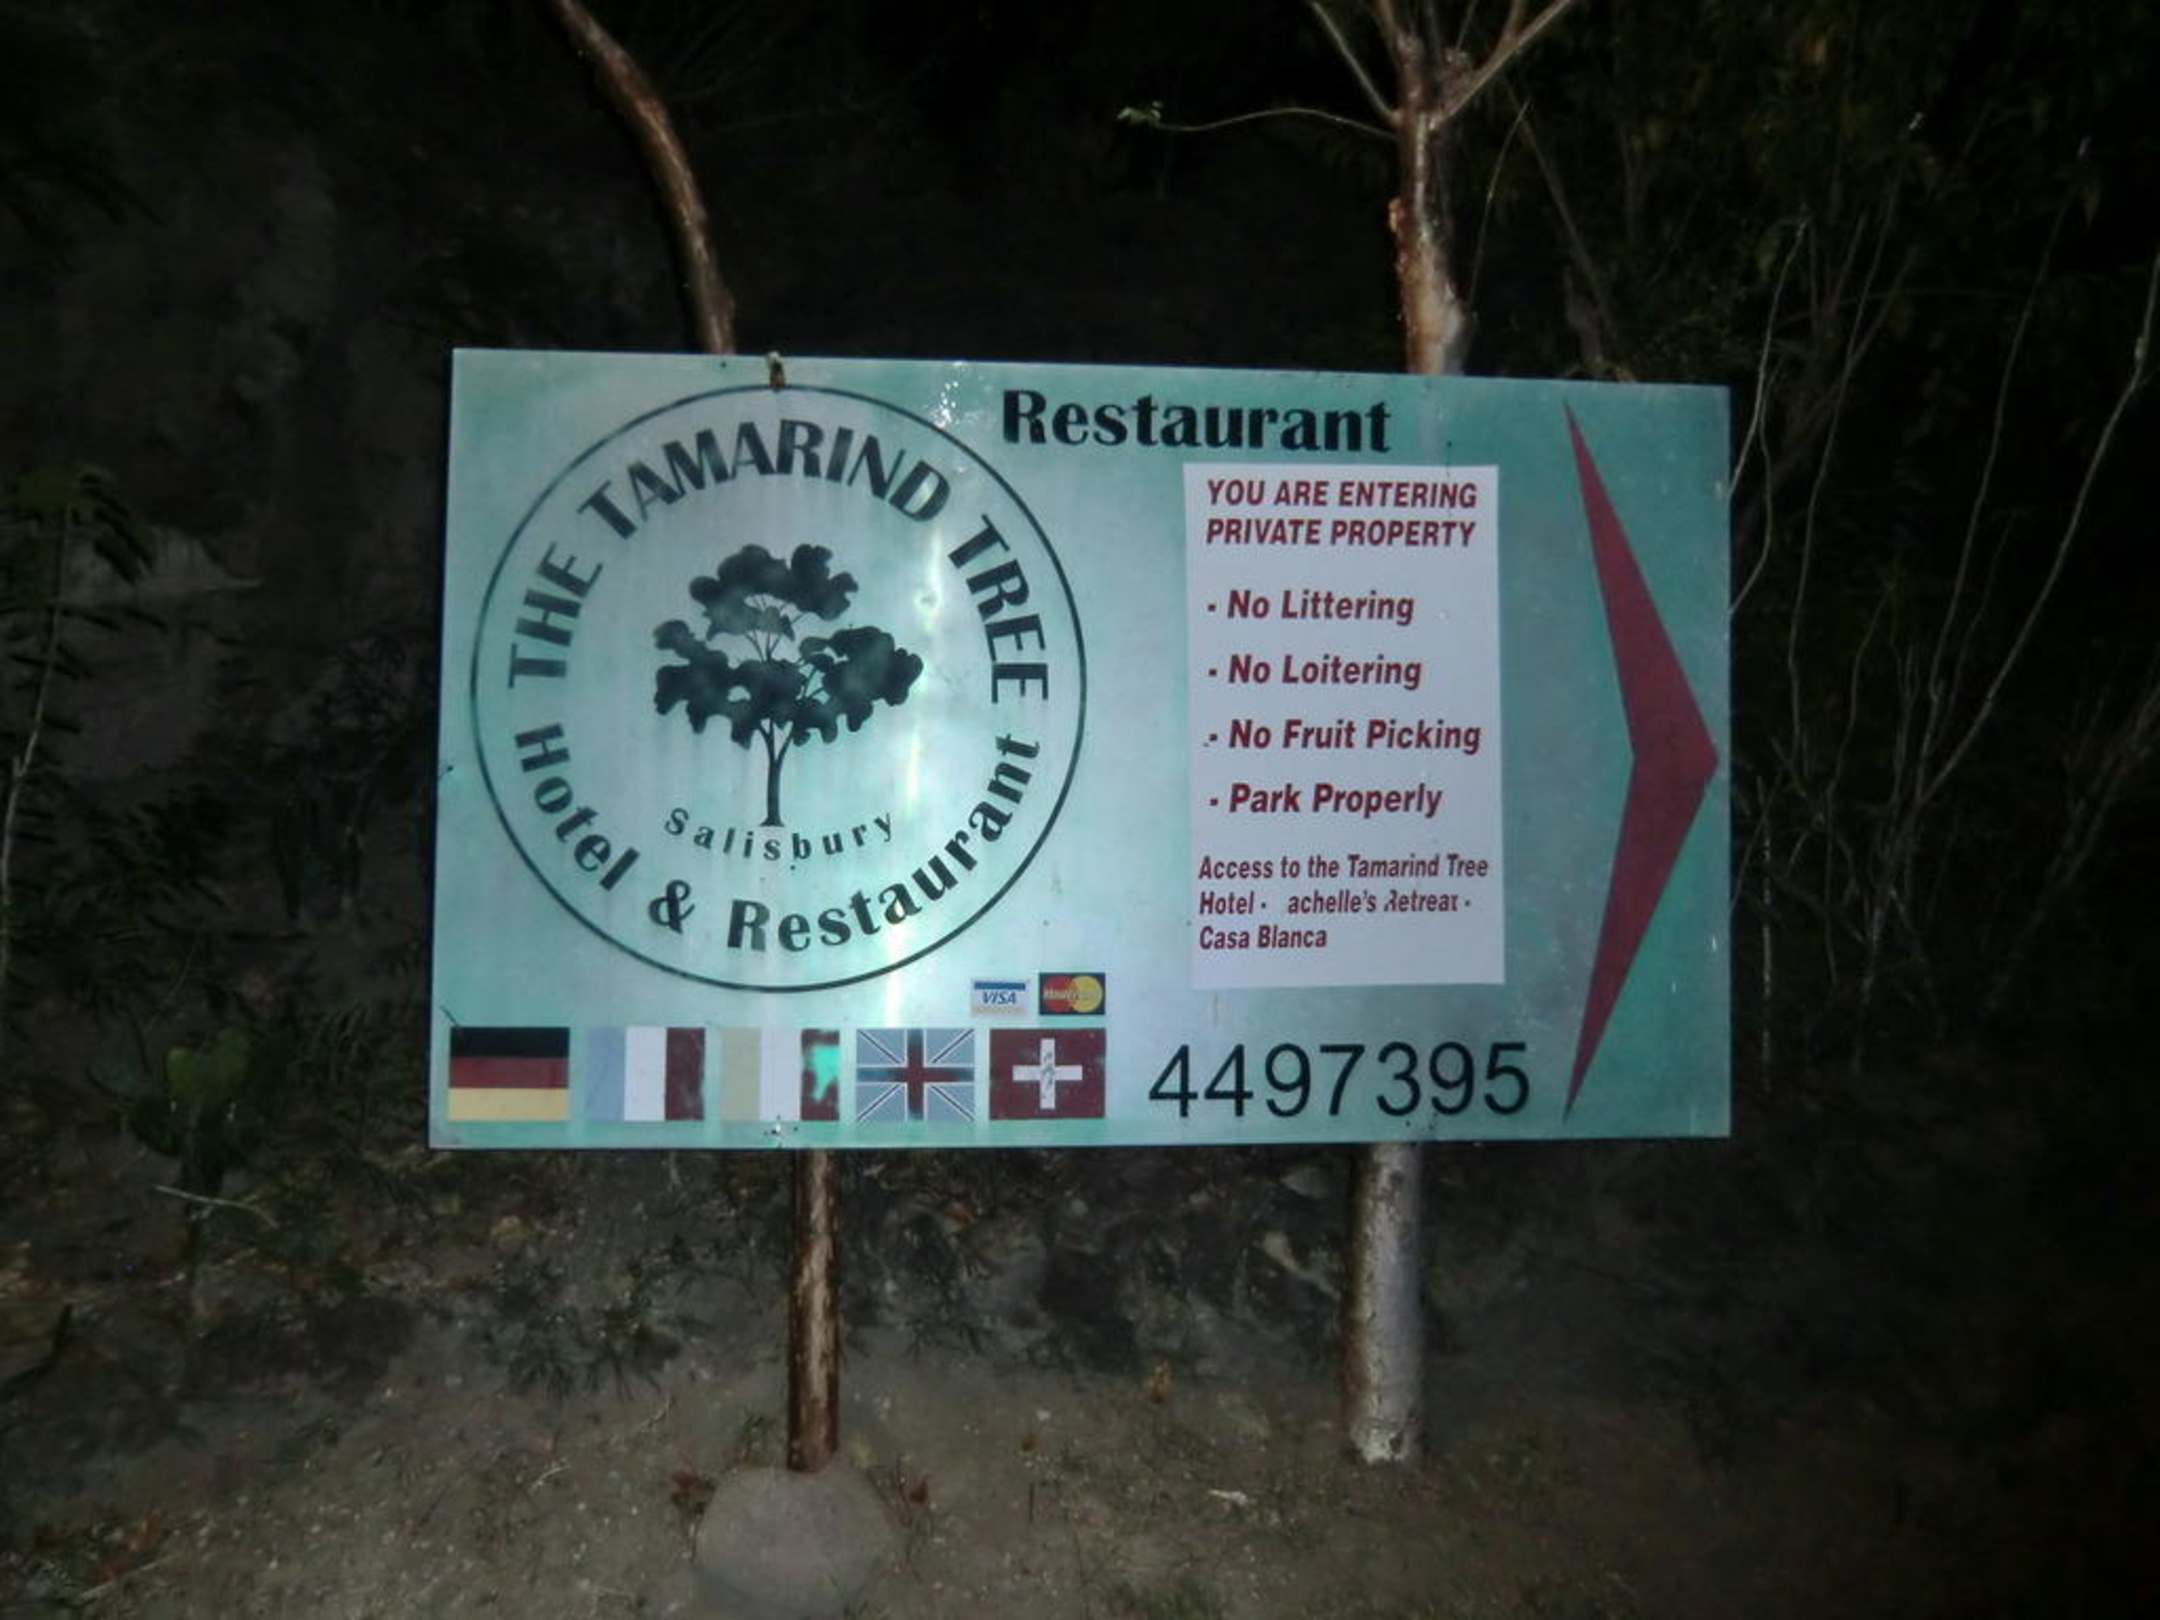 THE TAMARIND TREE
Salisbury
Hotel & Restaurant
Restaurant
YOU ARE ENTERING
PRIVATE PROPERTY
- No Littering
- No Loitering
- No Fruit Picking
- Park Properly
Access to the Tamarind Tree
Hotel - achelle's Retreat -
Casa Blanca
VISA
MasterCard
4497395